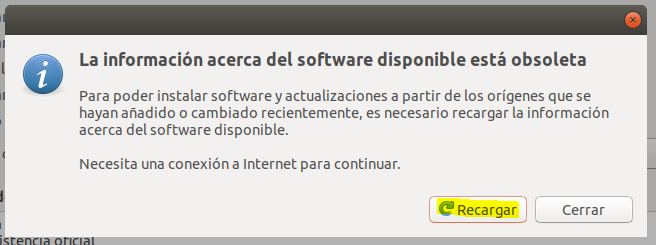 La información acerca del software disponible está obsoleta
Para poder instalar software y actualizaciones a partir de los orígenes que se
hayan añadido o cambiado recientemente, es necesario recargar la información
acerca del software disponible.
Necesita una conexión a Internet para continuar.
Recargar
Cerrar
istencia oficial